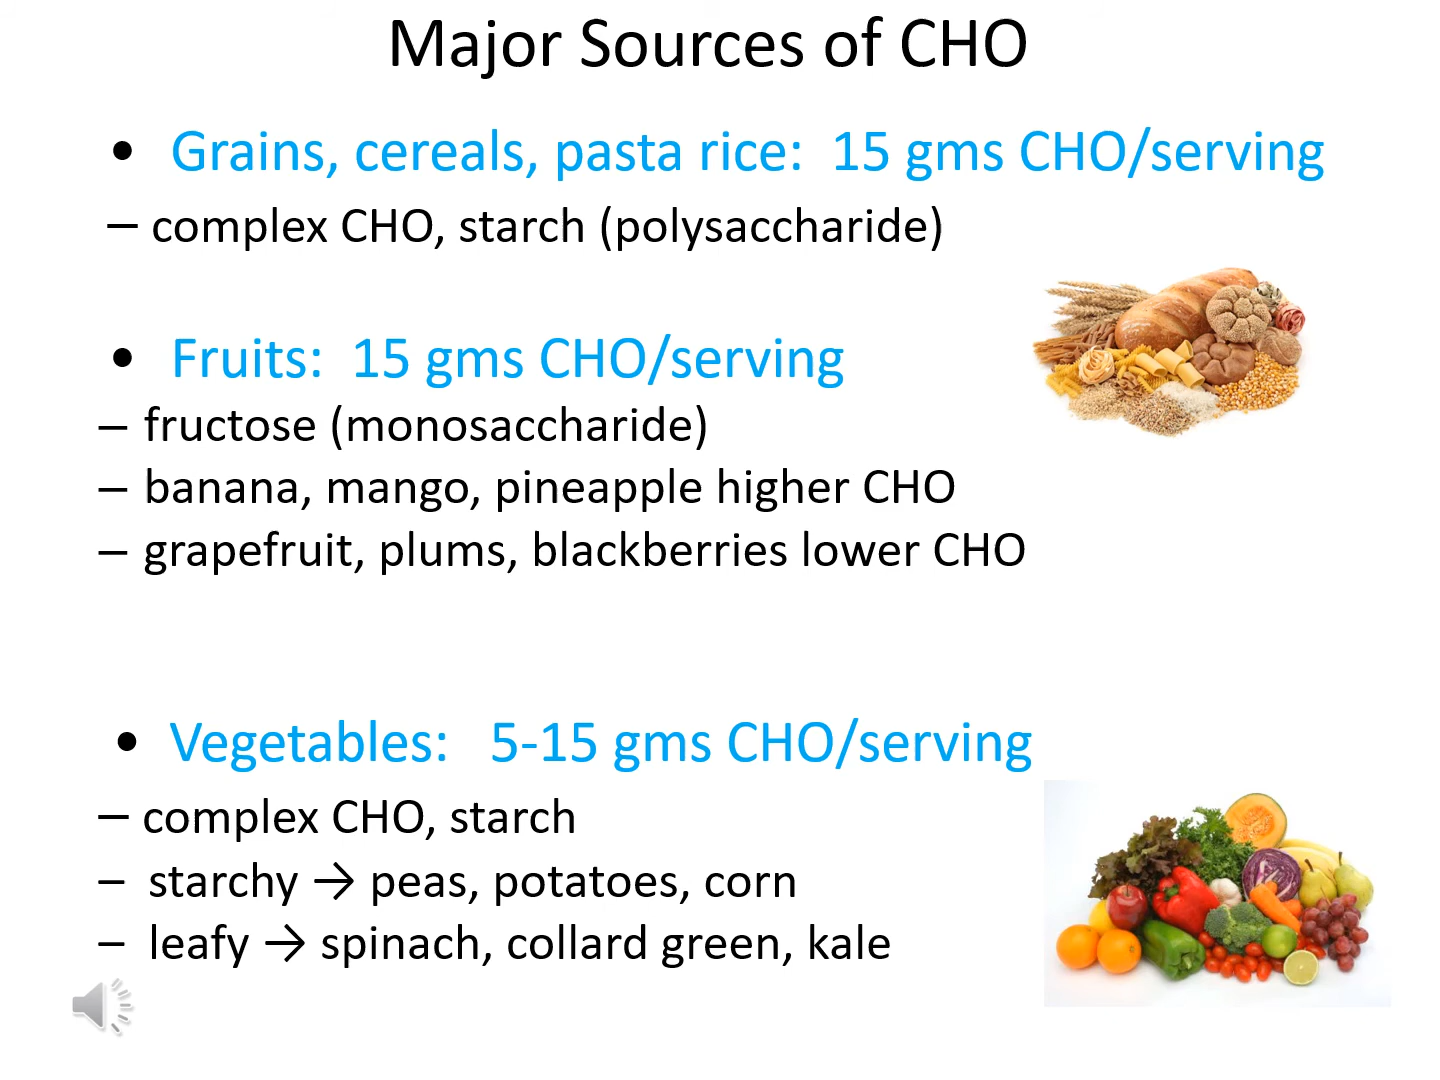 Major Sources of CHO
• Grains, cereals, pasta rice: 15 gms CHO/serving
– complex CHO, starch (polysaccharide)
• Fruits: 15 gms CHO/serving
– fructose (monosaccharide)
– banana, mango, pineapple higher CHO
– grapefruit, plums, blackberries lower CHO
• Vegetables: 5-15 gms CHO/serving
– complex CHO, starch
– starchy → peas, potatoes, corn
– leafy → spinach, collard green, kale